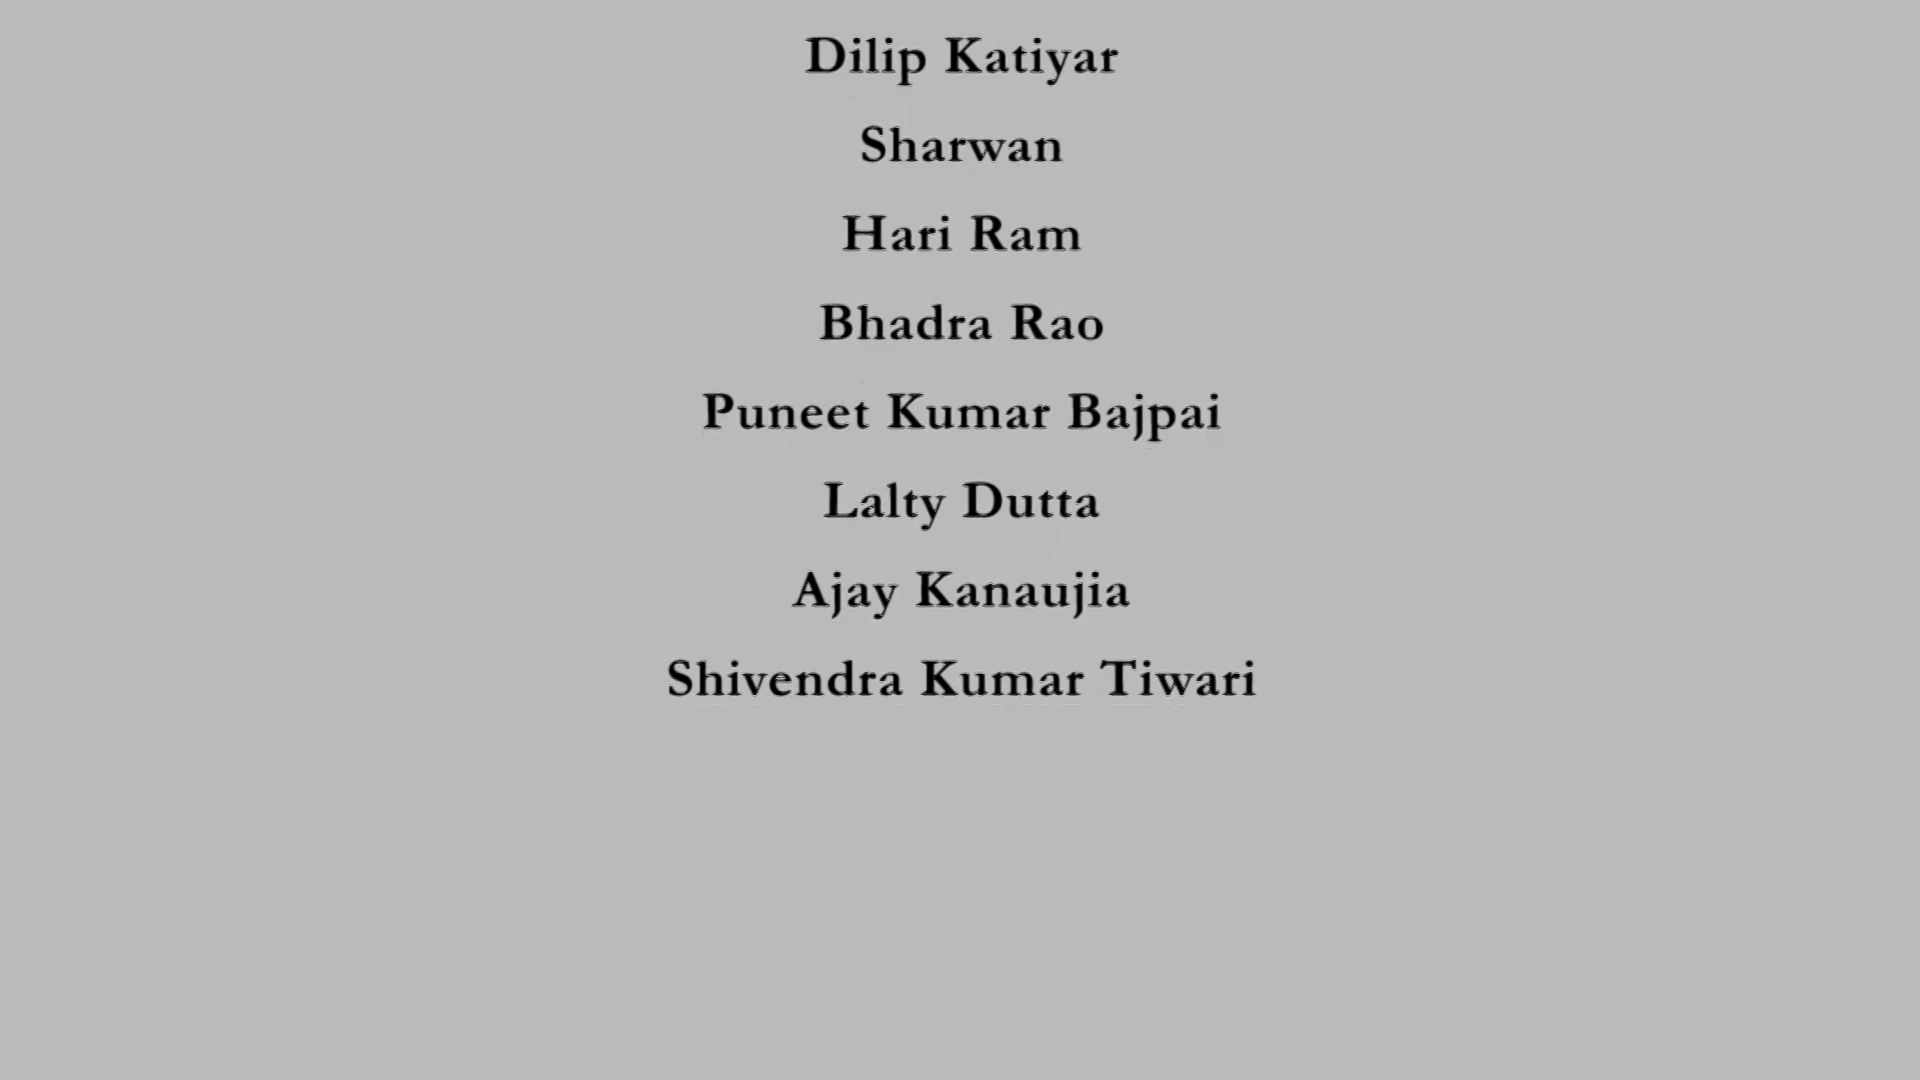 Dilip Katiyar
Sharwan
Hari Ram
Bhadra Rao
Puneet Kumar Bajpai
Lalty Dutta
Ajay Kanaujia
Shivendra Kumar Tiwari